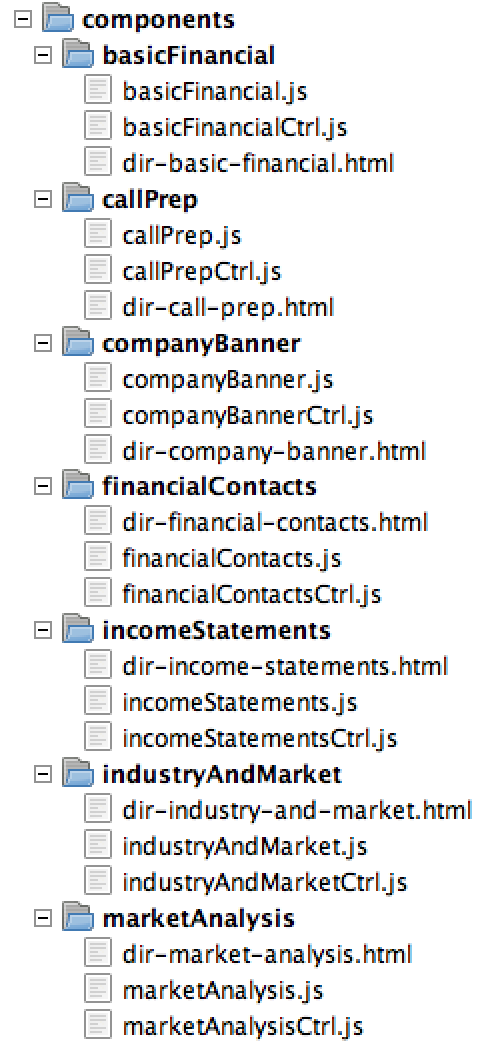 components
basicFinancial
basicFinancial.js
basicFinancialCtrl.js
dir-basic-financial.html
callPrep
callPrep.js
callPrepCtrl.js
dir-call-prep.html
companyBanner
companyBanner.js
companyBannerCtrl.js
dir-company-banner.html
financialContacts
dir-financial-contacts.html
financialContacts.js
financialContactsCtrl.js
incomeStatements
dir-income-statements.html
incomeStatements.js
incomeStatementsCtrl.js
industryAndMarket
dir-industry-and-market.html
industryAndMarket.js
industryAndMarketCtrl.js
marketAnalysis
dir-market-analysis.html
marketAnalysis.js
marketAnalysisCtrl.js